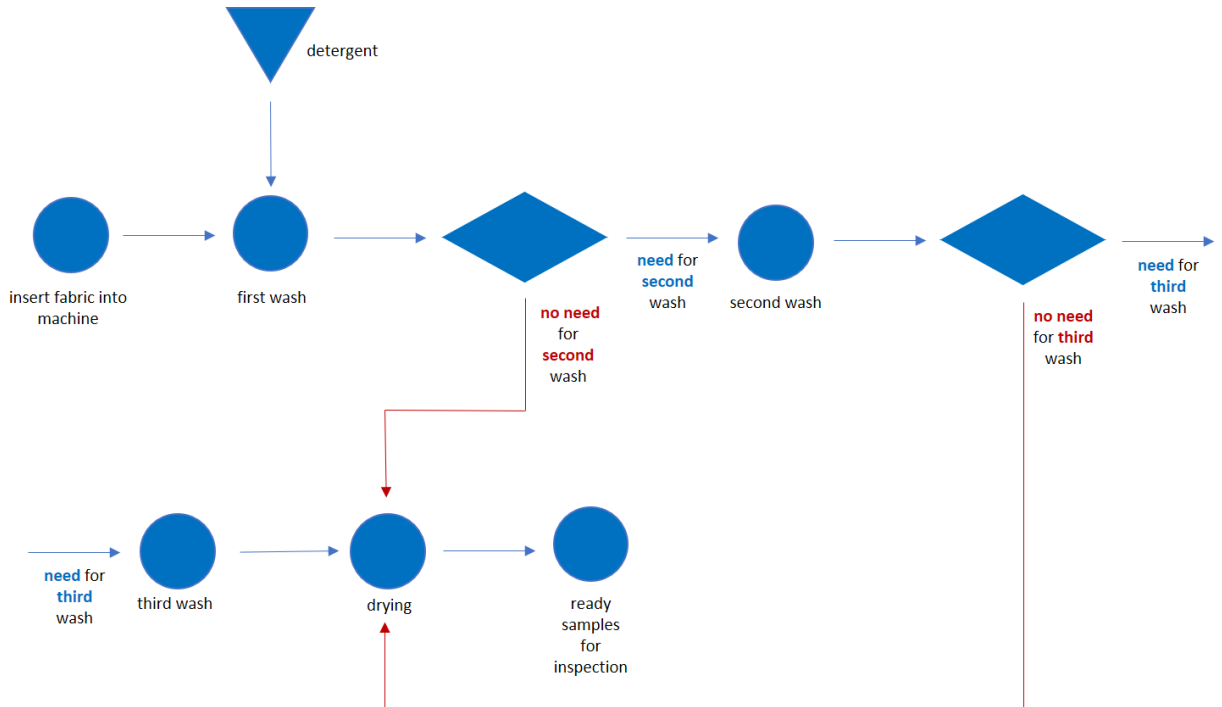 detergent
insert fabric into
machine
first wash
need for
second
wash
no need
for
second
wash
second wash
need for
third
wash
no need
for third
wash
need for
third
wash
third wash
drying
ready
samples
for
inspection